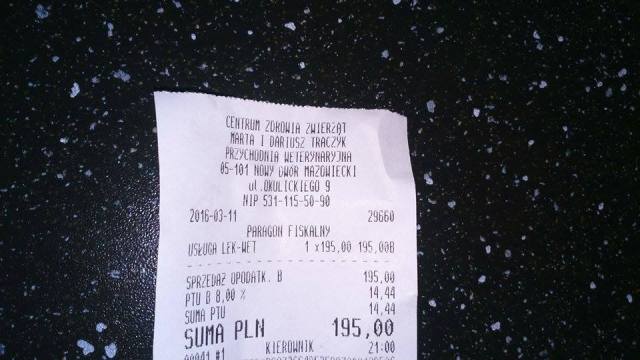 CENTRUM ZDROWIA ZWIERZĄT
MARTA I DARIUSZ TRACZYK
PRZYCHODNIA WETERYNARYJNA
05-101 NOWY DWÓR MAZOWIECKI
ul.OKULICKIEGO 9
NIP 531-115-50-90
2016-03-11 29660
PARAGON FISKALNY
USŁUGA LEK-WET 1 x195,00 195,00B
SPRZEDAŻ OPODATK. B 195,00
PTU B 8,00 % 14,44
SUMA PTU 14,44
SUMA PLN 195,00
00041 #1 KIEROWNIK 21:00